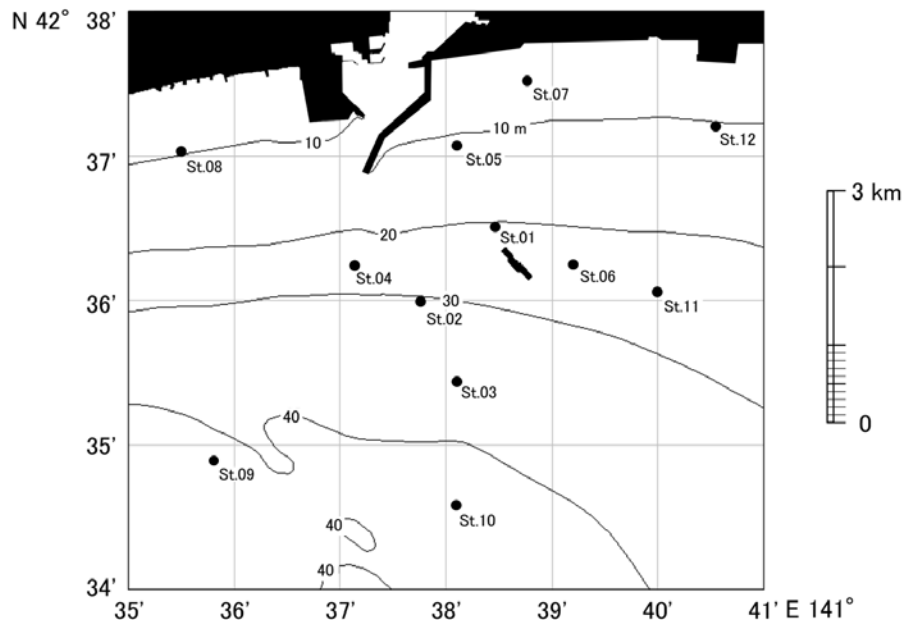 N 42° 38'
St.07
10 m
St.12
10
37'
St.08
St.05
3 km
20
St.01
St.04
St.06
36'
30
St.11
St.02
St.03
40
35'
St.09
St.10
40
40
34'
0
35' 36' 37' 38' 39' 40' 41' E 141°